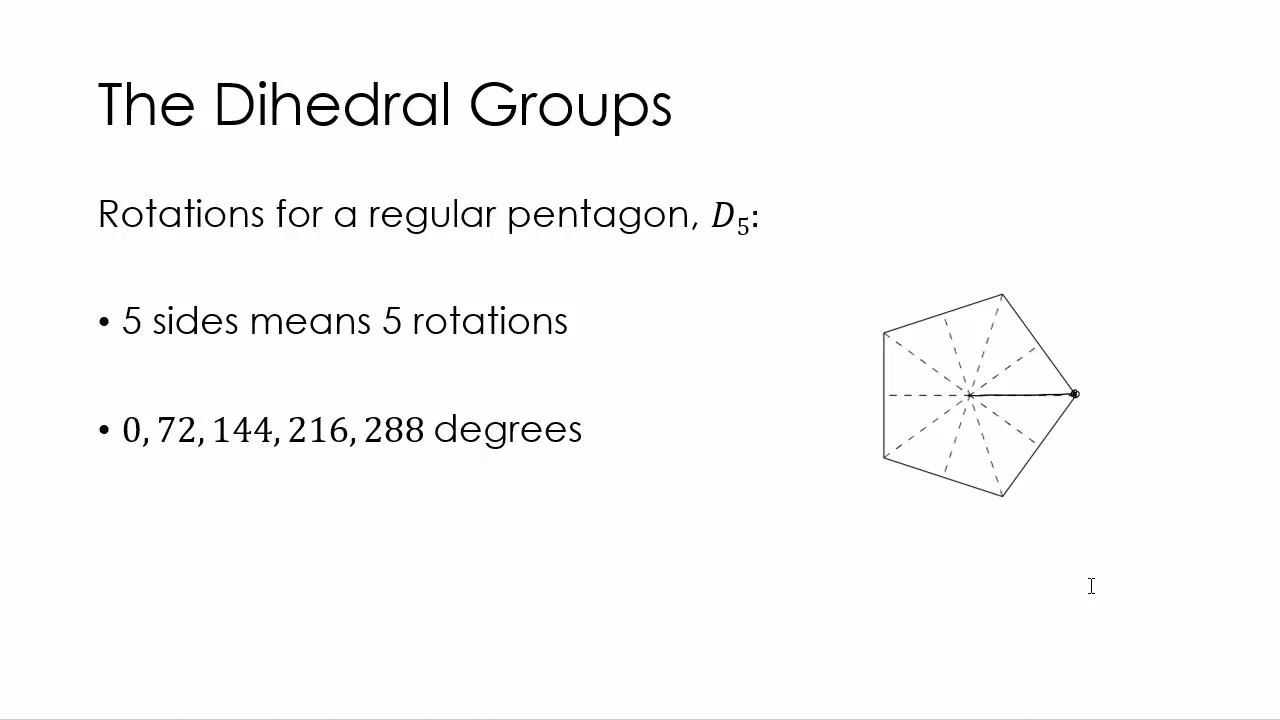 The Dihedral Groups
Rotations for a regular pentagon, D₅:
• 5 sides means 5 rotations
• 0, 72, 144, 216, 288 degrees